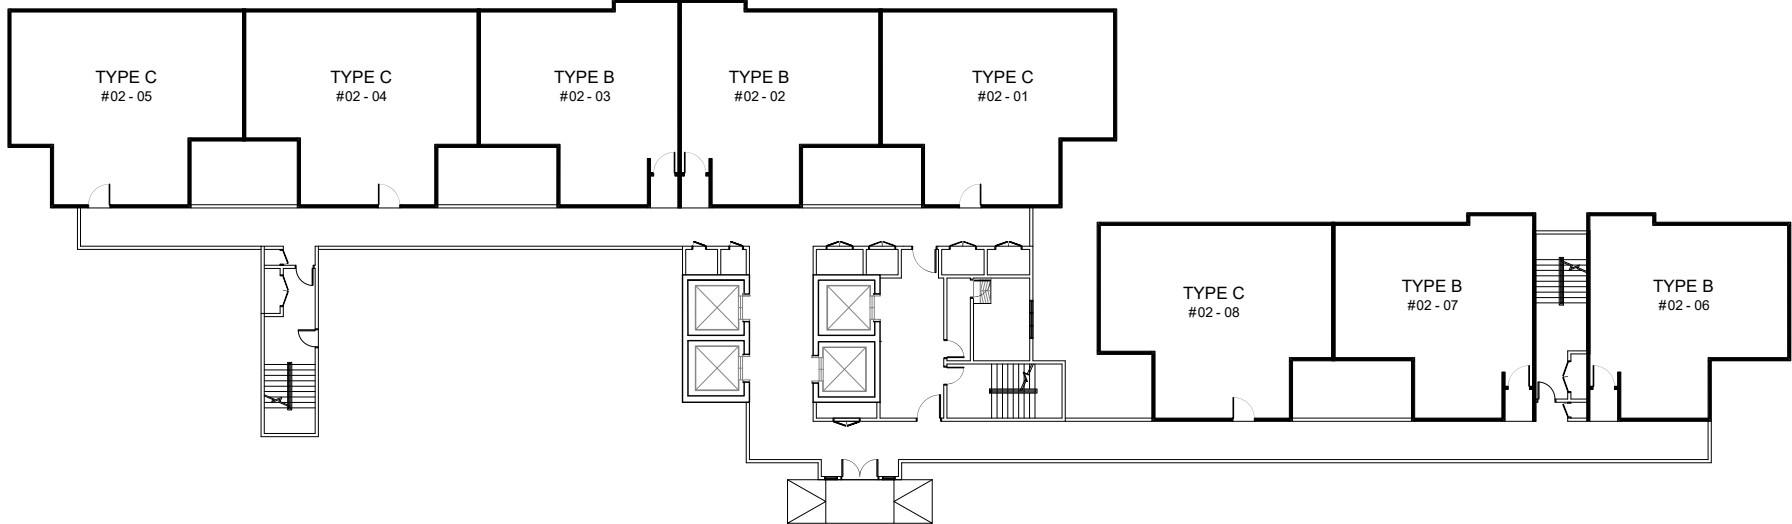 TYPE C
#02 - 05
TYPE C
#02 - 04
TYPE B
#02 - 03
TYPE B
#02 - 02
TYPE C
#02 - 01
TYPE C
#02 - 08
TYPE B
#02 - 07
TYPE B
#02 - 06